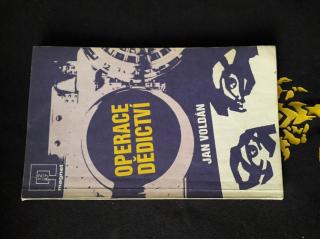 OPERACE
DĚDICTVÍ
JAN VOLDÁN
magnet